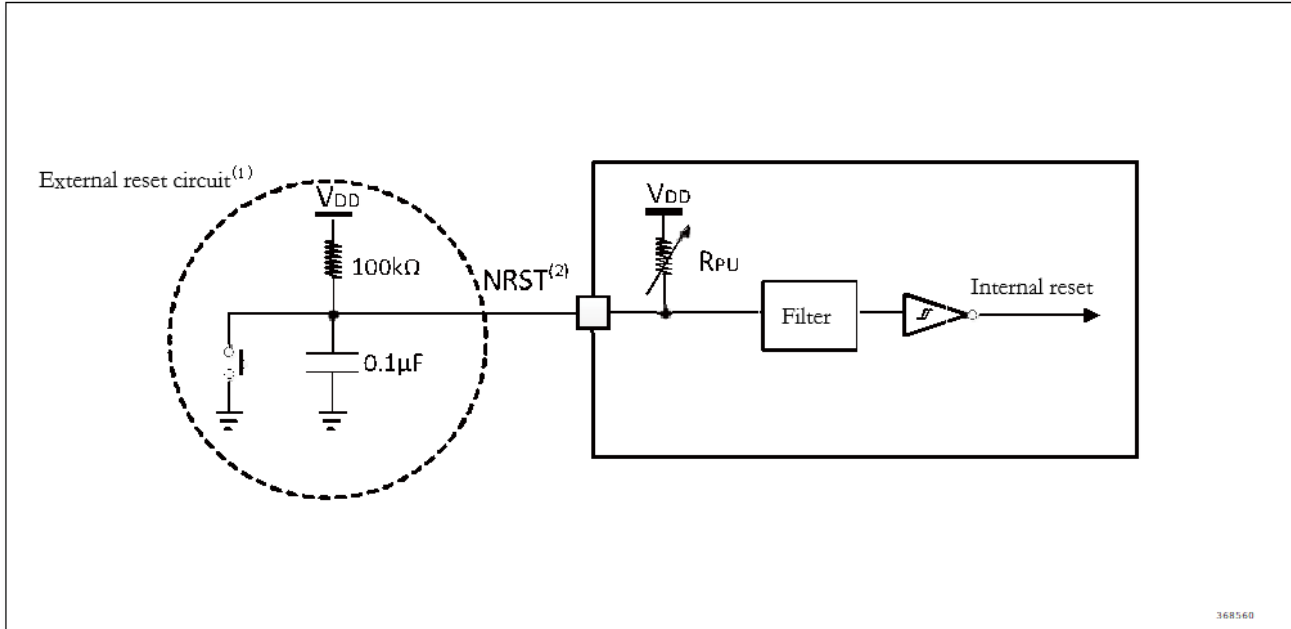 External reset circuit(1)
VDD
100kΩ
0.1μF
NRST(2)
VDD
RPU
Filter
Internal reset
368560